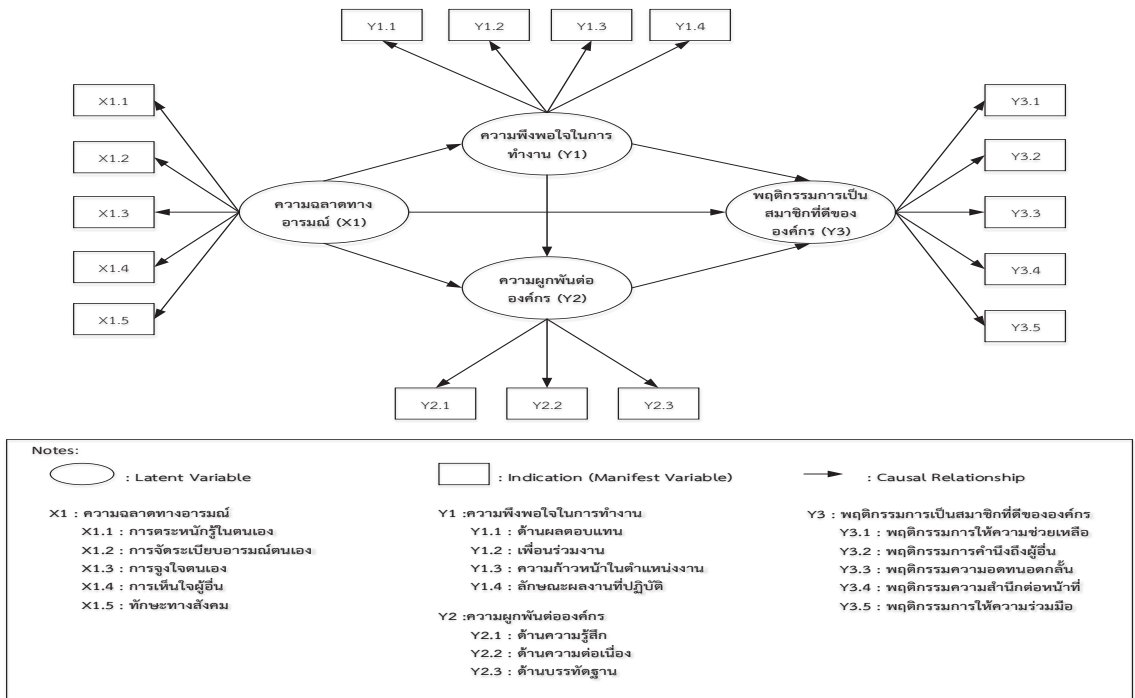 Y1.1
Y1.2
Y1.3
Y1.4
X1.1
X1.2
X1.3
X1.4
X1.5
ความฉลาดทาง
อารมณ์ (X1)
ความพึงพอใจในการ
ทำงาน (Y1)
ความผูกพันต่อ
องค์กร (Y2)
พฤติกรรมการเป็น
สมาชิกที่ดีของ
องค์กร (Y3)
Y3.1
Y3.2
Y3.3
Y3.4
Y3.5
Y2.1
Y2.2
Y2.3
Notes:
: Latent Variable
: Indication (Manifest Variable)
: Causal Relationship
X1 : ความฉลาดทางอารมณ์
X1.1 : การตระหนักรู้ในตนเอง
X1.2 : การจัดระเบียบอารมณ์ตนเอง
X1.3 : การจูงใจตนเอง
X1.4 : การเห็นใจผู้อื่น
X1.5 : ทักษะทางสังคม
Y1 :ความพึงพอใจในการทำงาน
Y1.1 : ด้านผลตอบแทน
Y1.2 : เพื่อนร่วมงาน
Y1.3 : ความก้าวหน้าในตำแหน่งงาน
Y1.4 : ลักษณะผลงานที่ปฏิบัติ
Y2 :ความผูกพันต่อองค์กร
Y2.1 : ด้านความรู้สึก
Y2.2 : ด้านความต่อเนื่อง
Y2.3 : ด้านบรรทัดฐาน
Y3 : พฤติกรรมการเป็นสมาชิกที่ดีขององค์กร
Y3.1 : พฤติกรรมการให้ความช่วยเหลือ
Y3.2 : พฤติกรรมการคำนึงถึงผู้อื่น
Y3.3 : พฤติกรรมความอดทนอดกลั้น
Y3.4 : พฤติกรรมความสำนึกต่อหน้าที่
Y3.5 : พฤติกรรมการให้ความร่วมมือ